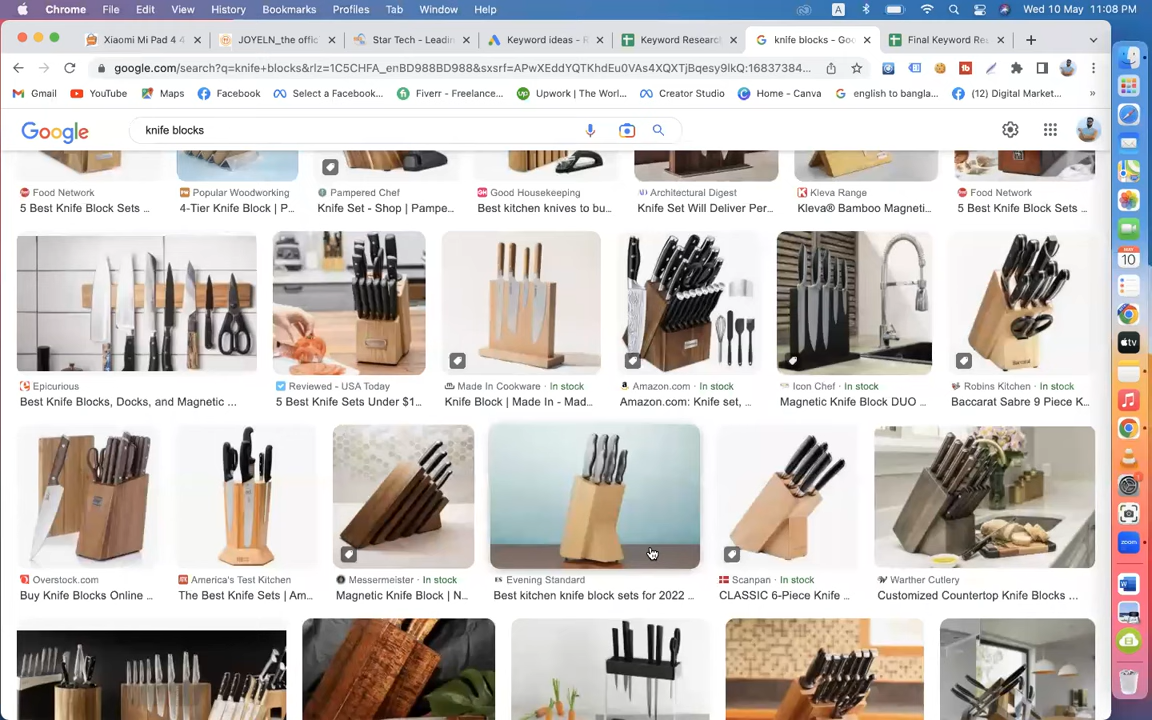 Chrome File Edit View History Bookmarks Profiles Tab Window Help A Wed 10 May 11:08 PM
Xiaomi Mi Pad 4 4 JOYELN_the offic Star Tech - Leadin Keyword ideas - R Keyword Researc knife blocks - Goo Final Keyword Re
google.com/search?q=knife+blocks&rlz=1C5CHFA_enBD988BD988&sxsrf=APwXEddYQTKhdEu0VAs4XQXTjBqesy9lkQ:16837384...
Gmail YouTube Maps Facebook Select a Facebook... Fiverr - Freelance... Upwork | The Worl... Creator Studio Home - Canva english to bangla... (12) Digital Market... »
Google knife blocks
Food Network Popular Woodworking Pampered Chef Good Housekeeping Architectural Digest Kleva Range Food Network
5 Best Knife Block Sets ... 4-Tier Knife Block | P... Knife Set - Shop | Pampe... Best kitchen knives to bu... Knife Set Will Deliver Per... Kleva® Bamboo Magneti... 5 Best Knife Block Sets ...
Epicurious Reviewed - USA Today Made In Cookware · In stock Amazon.com · In stock Icon Chef · In stock Robins Kitchen · In stock
Best Knife Blocks, Docks, and Magnetic ... 5 Best Knife Sets Under $1... Knife Block | Made In - Mad... Amazon.com: Knife set, ... Magnetic Knife Block DUO ... Baccarat Sabre 9 Piece K...
Overstock.com America's Test Kitchen Messermeister · In stock ES Evening Standard Scanpan · In stock Warther Cutlery
Buy Knife Blocks Online ... The Best Knife Sets | Am... Magnetic Knife Block | N... Best kitchen knife block sets for 2022 ... CLASSIC 6-Piece Knife ... Customized Countertop Knife Blocks ...
MAY
10
tv
zoom
W